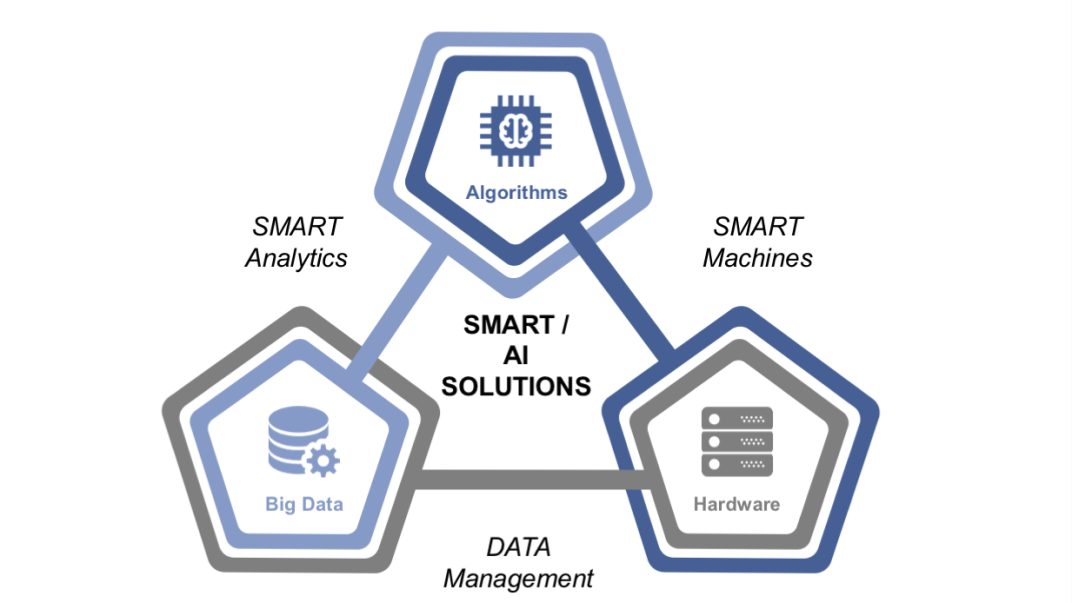 Algorithms
SMART
Analytics
SMART
Machines
SMART /
AI
SOLUTIONS
Big Data
Hardware
DATA
Management